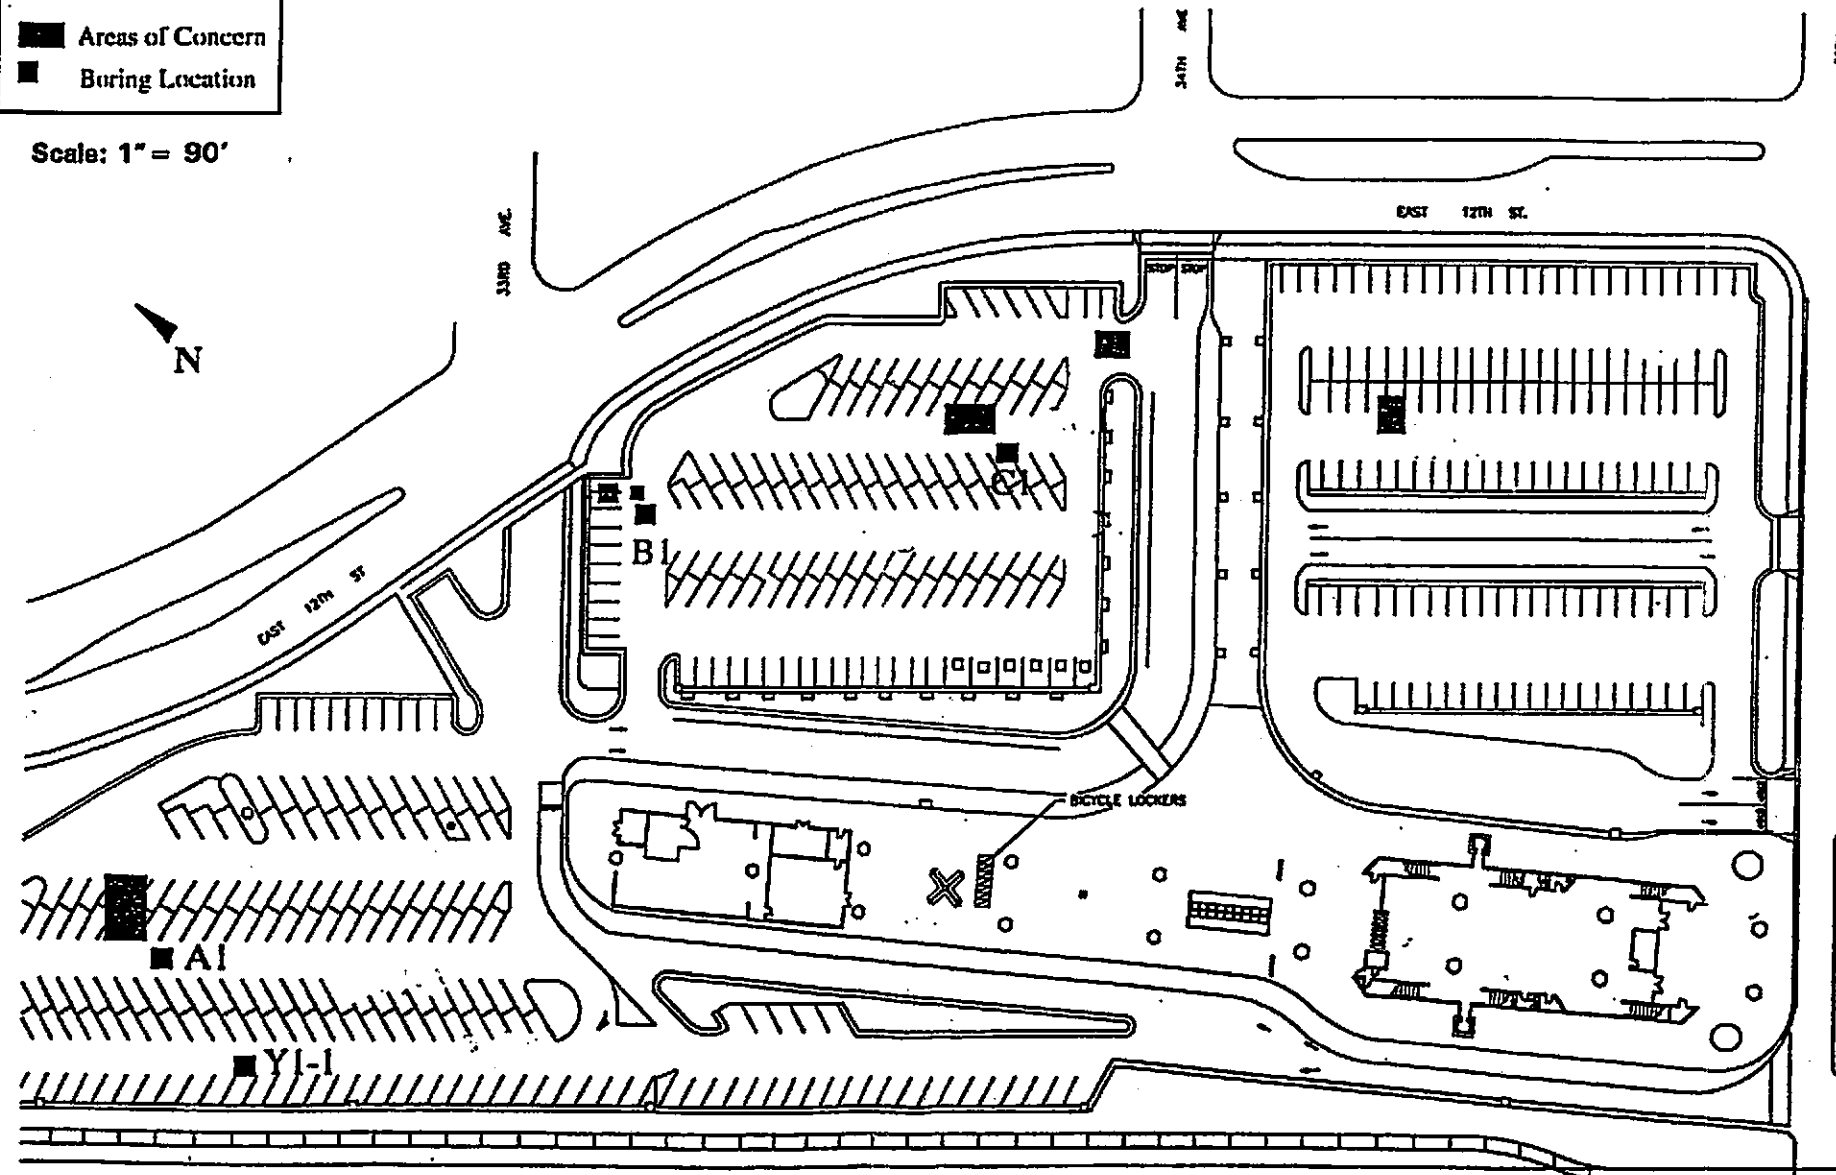 Areas of Concern
Boring Location
Scale: 1" = 90'
34TH AVE
33RD AVE.
EAST 12TH ST.
STOP STOP
N
C1
B1
EAST 12TH ST
BICYCLE LOCKERS
A1
Y1-1